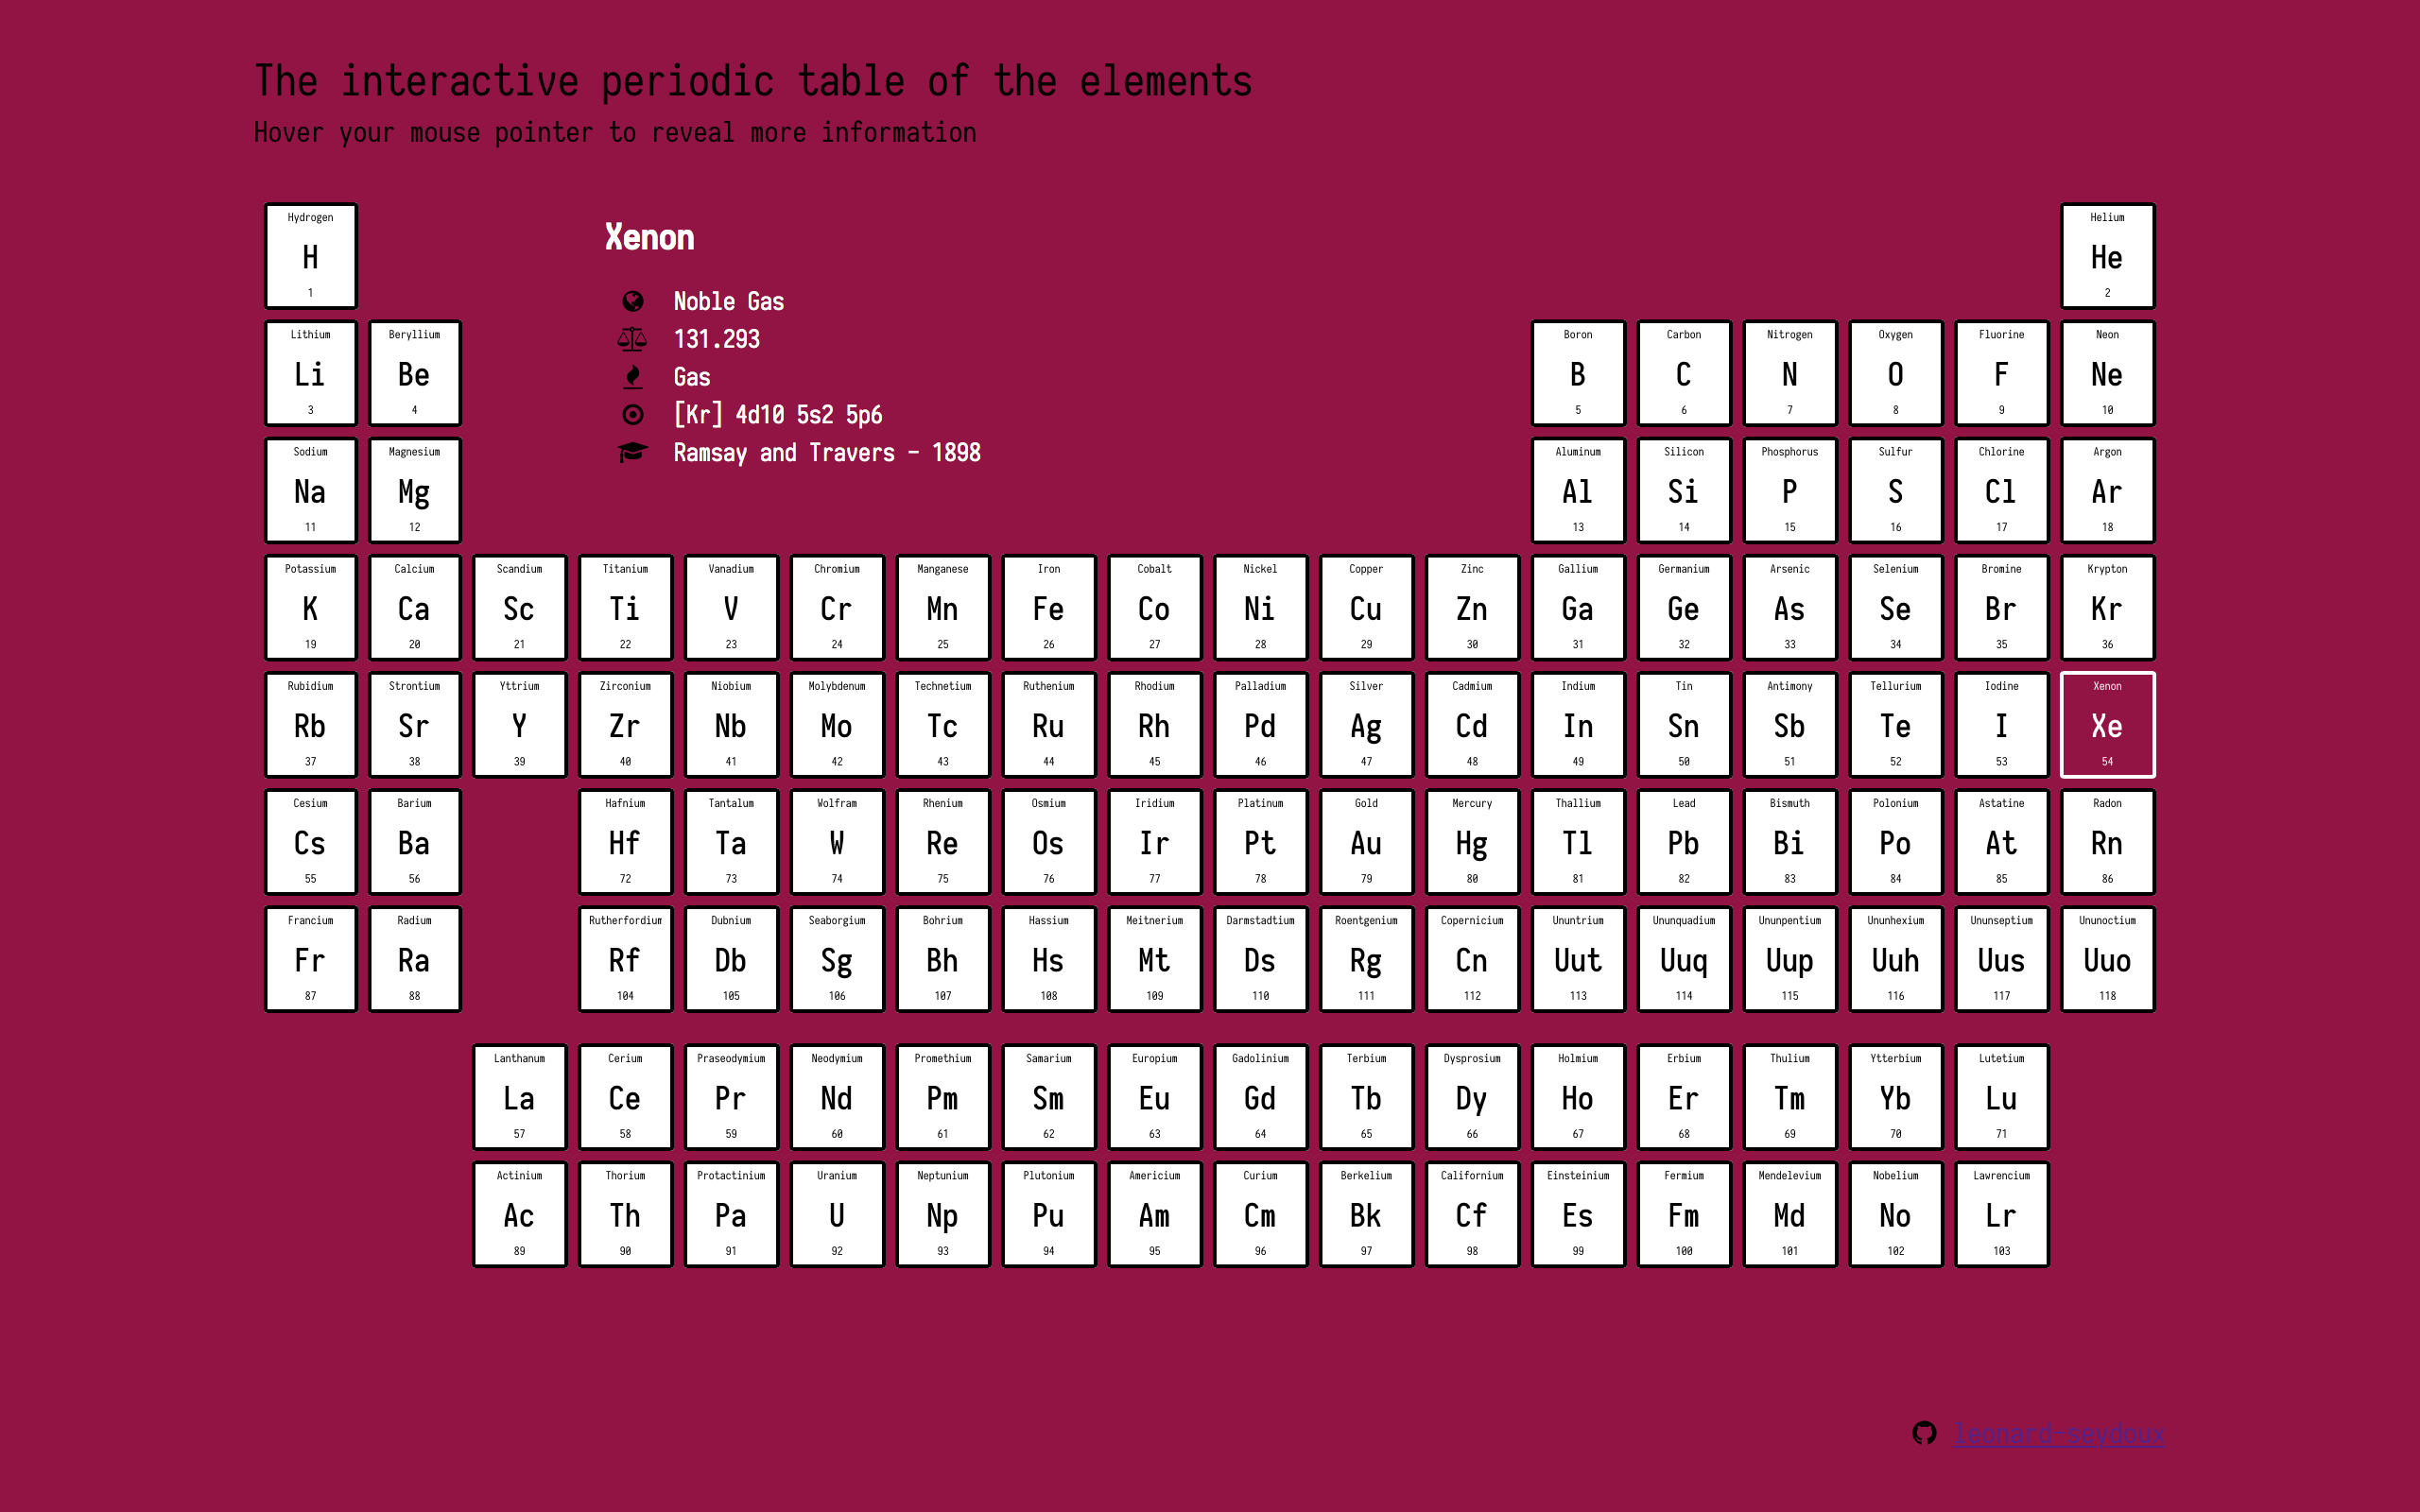 The interactive periodic table of the elements
Hover your mouse pointer to reveal more information
Hydrogen
H
1
Xenon
Noble Gas
131.293
Gas
[Kr] 4d10 5s2 5p6
Ramsay and Travers - 1898
Helium
He
2
Lithium
Li
3
Beryllium
Be
4
Boron
B
5
Carbon
C
6
Nitrogen
N
7
Oxygen
O
8
Fluorine
F
9
Neon
Ne
10
Sodium
Na
11
Magnesium
Mg
12
Aluminum
Al
13
Silicon
Si
14
Phosphorus
P
15
Sulfur
S
16
Chlorine
Cl
17
Argon
Ar
18
Potassium
K
19
Calcium
Ca
20
Scandium
Sc
21
Titanium
Ti
22
Vanadium
V
23
Chromium
Cr
24
Manganese
Mn
25
Iron
Fe
26
Cobalt
Co
27
Nickel
Ni
28
Copper
Cu
29
Zinc
Zn
30
Gallium
Ga
31
Germanium
Ge
32
Arsenic
As
33
Selenium
Se
34
Bromine
Br
35
Krypton
Kr
36
Rubidium
Rb
37
Strontium
Sr
38
Yttrium
Y
39
Zirconium
Zr
40
Niobium
Nb
41
Molybdenum
Mo
42
Technetium
Tc
43
Ruthenium
Ru
44
Rhodium
Rh
45
Palladium
Pd
46
Silver
Ag
47
Cadmium
Cd
48
Indium
In
49
Tin
Sn
50
Antimony
Sb
51
Tellurium
Te
52
Iodine
I
53
Xenon
Xe
54
Cesium
Cs
55
Barium
Ba
56
Hafnium
Hf
72
Tantalum
Ta
73
Wolfram
W
74
Rhenium
Re
75
Osmium
Os
76
Iridium
Ir
77
Platinum
Pt
78
Gold
Au
79
Mercury
Hg
80
Thallium
Tl
81
Lead
Pb
82
Bismuth
Bi
83
Polonium
Po
84
Astatine
At
85
Radon
Rn
86
Francium
Fr
87
Radium
Ra
88
Rutherfordium
Rf
104
Dubnium
Db
105
Seaborgium
Sg
106
Bohrium
Bh
107
Hassium
Hs
108
Meitnerium
Mt
109
Darmstadtium
Ds
110
Roentgenium
Rg
111
Copernicium
Cn
112
Ununtrium
Uut
113
Ununquadium
Uuq
114
Ununpentium
Uup
115
Ununhexium
Uuh
116
Ununseptium
Uus
117
Ununoctium
Uuo
118
Lanthanum
La
57
Cerium
Ce
58
Praseodymium
Pr
59
Neodymium
Nd
60
Promethium
Pm
61
Samarium
Sm
62
Europium
Eu
63
Gadolinium
Gd
64
Terbium
Tb
65
Dysprosium
Dy
66
Holmium
Ho
67
Erbium
Er
68
Thulium
Tm
69
Ytterbium
Yb
70
Lutetium
Lu
71
Actinium
Ac
89
Thorium
Th
90
Protactinium
Pa
91
Uranium
U
92
Neptunium
Np
93
Plutonium
Pu
94
Americium
Am
95
Curium
Cm
96
Berkelium
Bk
97
Californium
Cf
98
Einsteinium
Es
99
Fermium
Fm
100
Mendelevium
Md
101
Nobelium
No
102
Lawrencium
Lr
103
leonard-seydoux